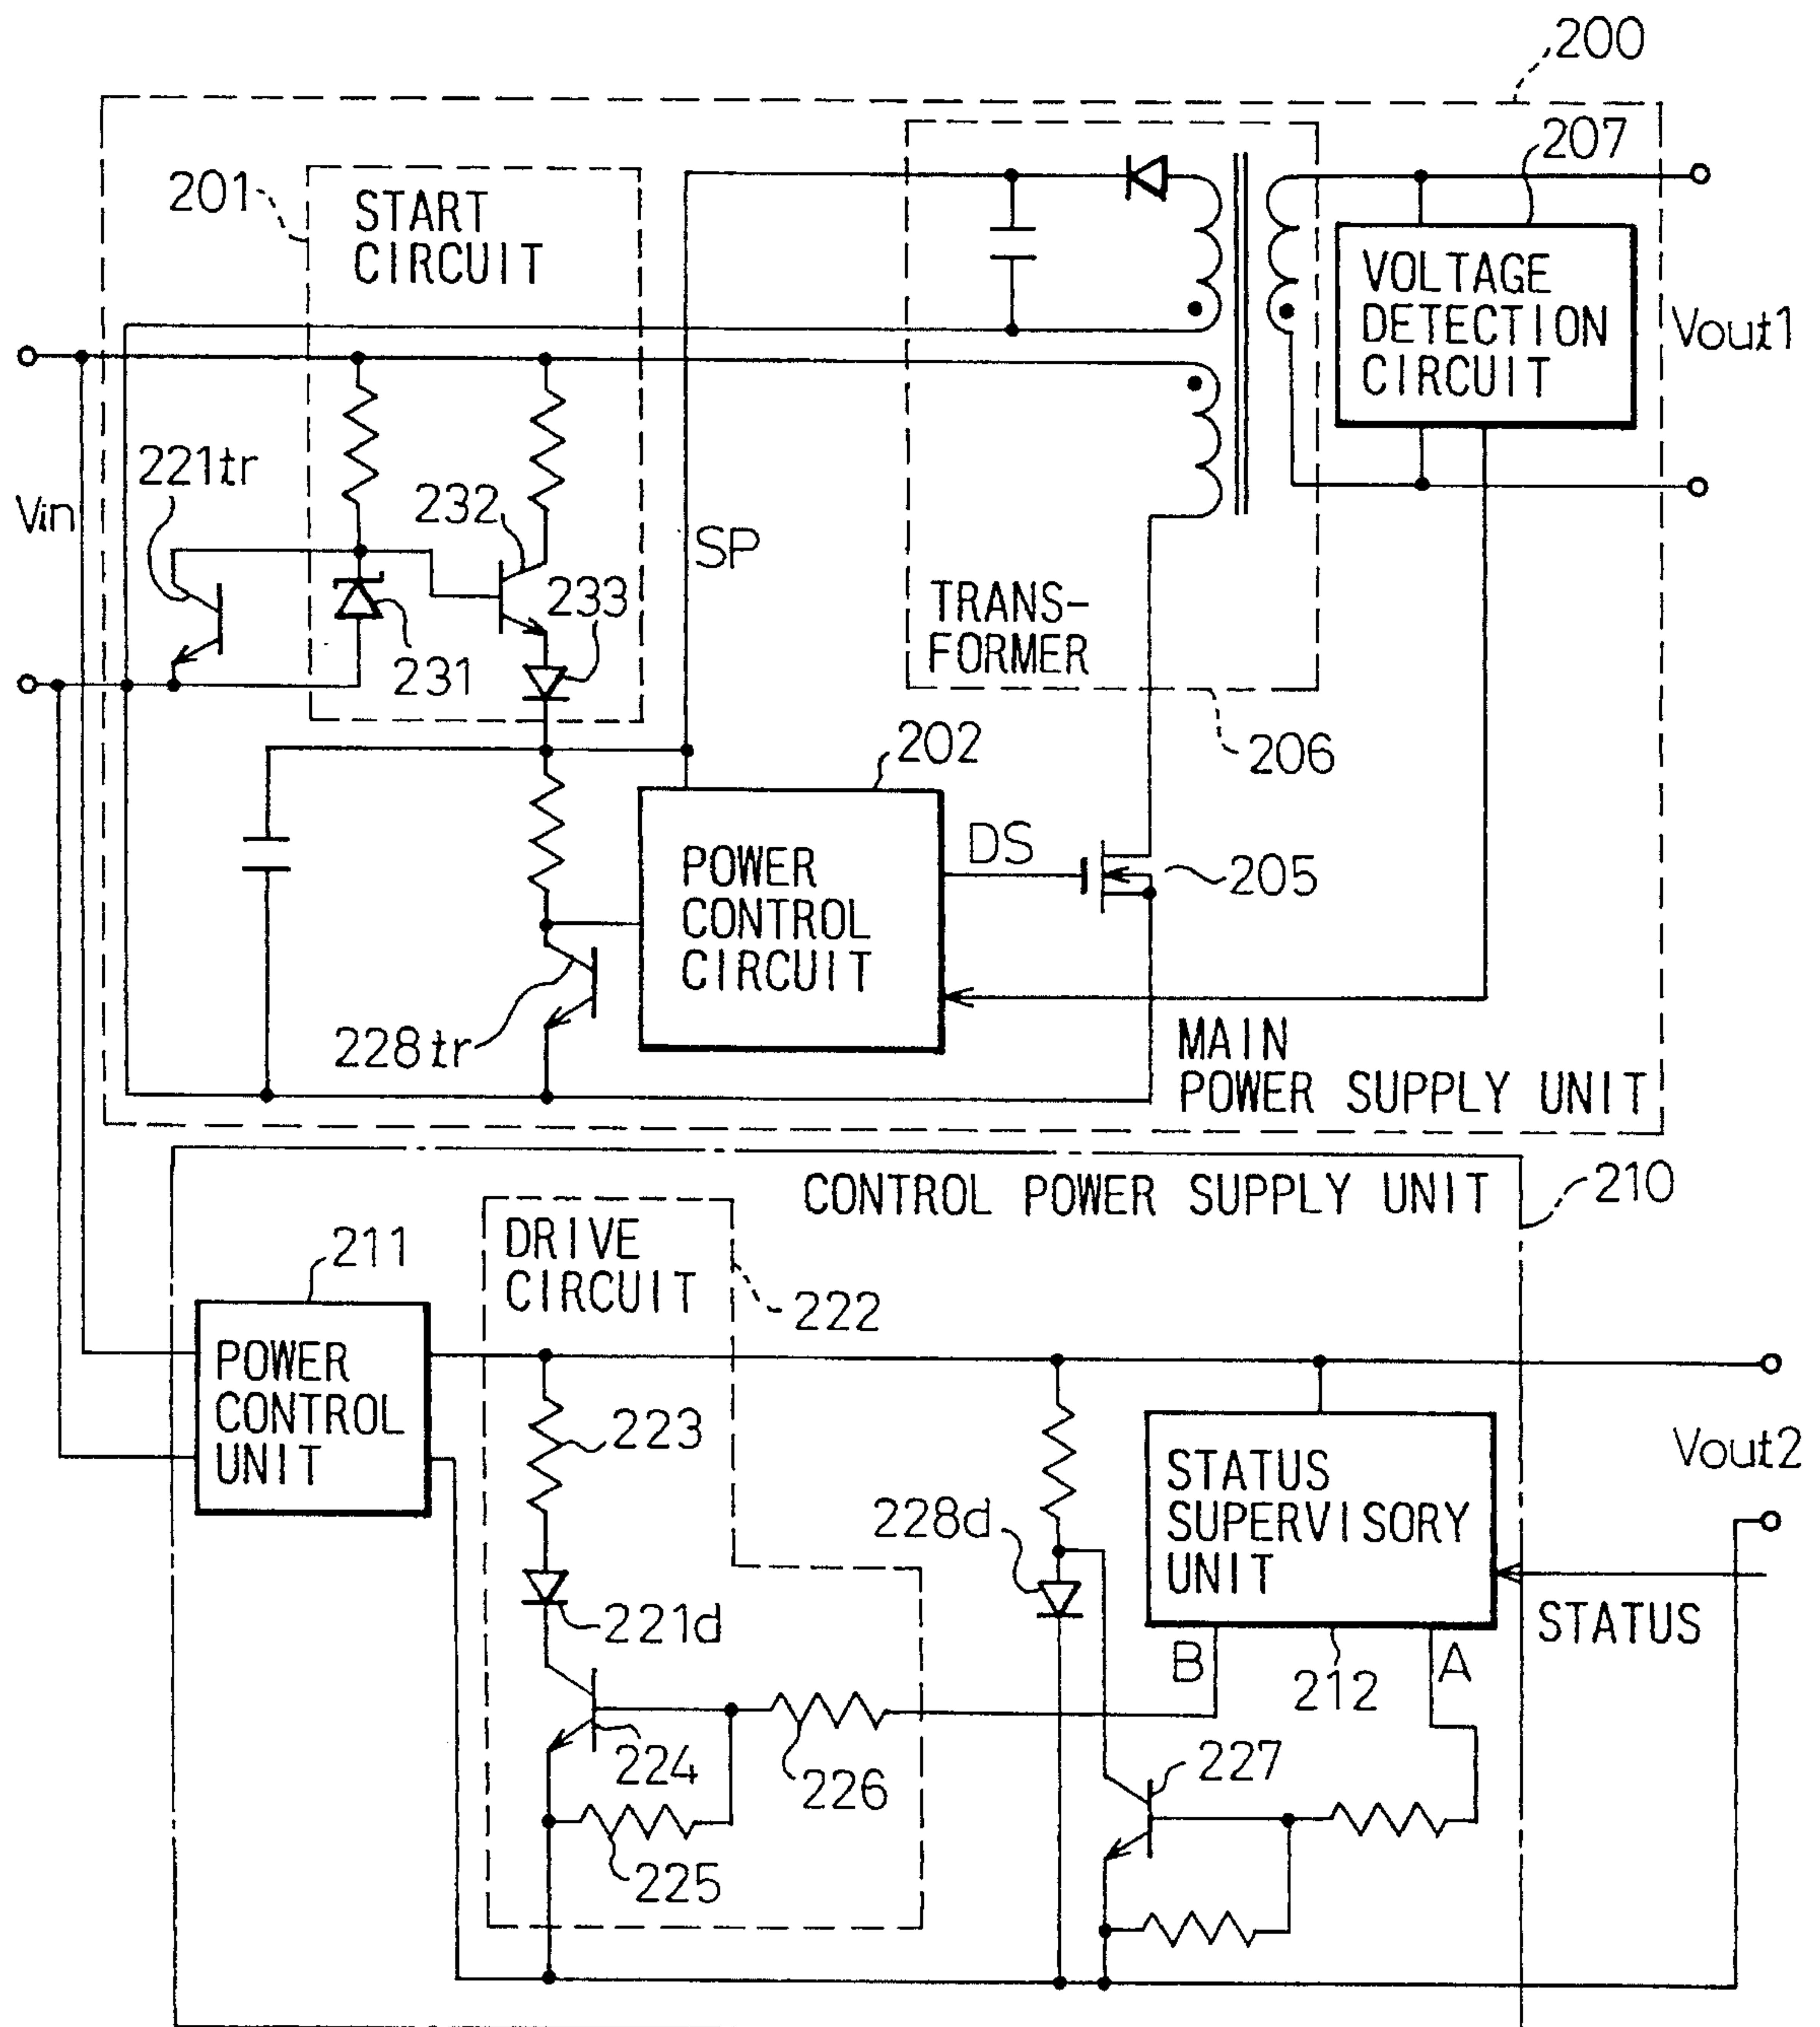 200
207
201
START
CIRCUIT
VOLTAGE
DETECTION
CIRCUIT
Vout1
221tr
232
Vin
SP
233
TRANS-
FORMER
231
202
206
POWER
CONTROL
CIRCUIT
DS
205
228tr
MAIN
POWER SUPPLY UNIT
CONTROL POWER SUPPLY UNIT
210
211
DRIVE
CIRCUIT
222
POWER
CONTROL
UNIT
223
STATUS
SUPERVISORY
UNIT
Vout2
228d
221d
STATUS
B
212
A
224
226
227
225